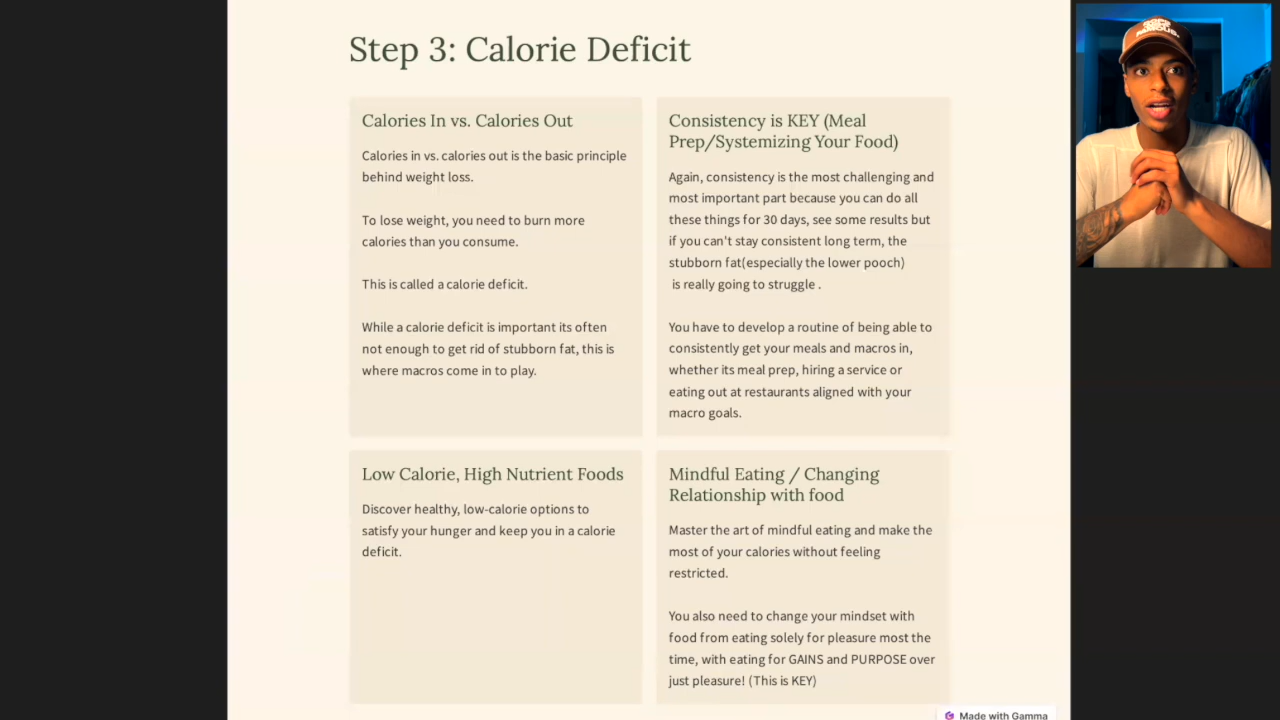 Step 3: Calorie Deficit
Calories In vs. Calories Out
Calories in vs. calories out is the basic principle
behind weight loss.
To lose weight, you need to burn more
calories than you consume.
This is called a calorie deficit.
While a calorie deficit is important its often
not enough to get rid of stubborn fat, this is
where macros come in to play.
Consistency is KEY (Meal
Prep/Systemizing Your Food)
Again, consistency is the most challenging and
most important part because you can do all
these things for 30 days, see some results but
if you can't stay consistent long term, the
stubborn fat(especially the lower pooch)
is really going to struggle .
You have to develop a routine of being able to
consistently get your meals and macros in,
whether its meal prep, hiring a service or
eating out at restaurants aligned with your
macro goals.
Low Calorie, High Nutrient Foods
Discover healthy, low-calorie options to
satisfy your hunger and keep you in a calorie
deficit.
Mindful Eating / Changing
Relationship with food
Master the art of mindful eating and make the
most of your calories without feeling
restricted.
You also need to change your mindset with
food from eating solely for pleasure most the
time, with eating for GAINS and PURPOSE over
just pleasure! (This is KEY)
Made with Gamma